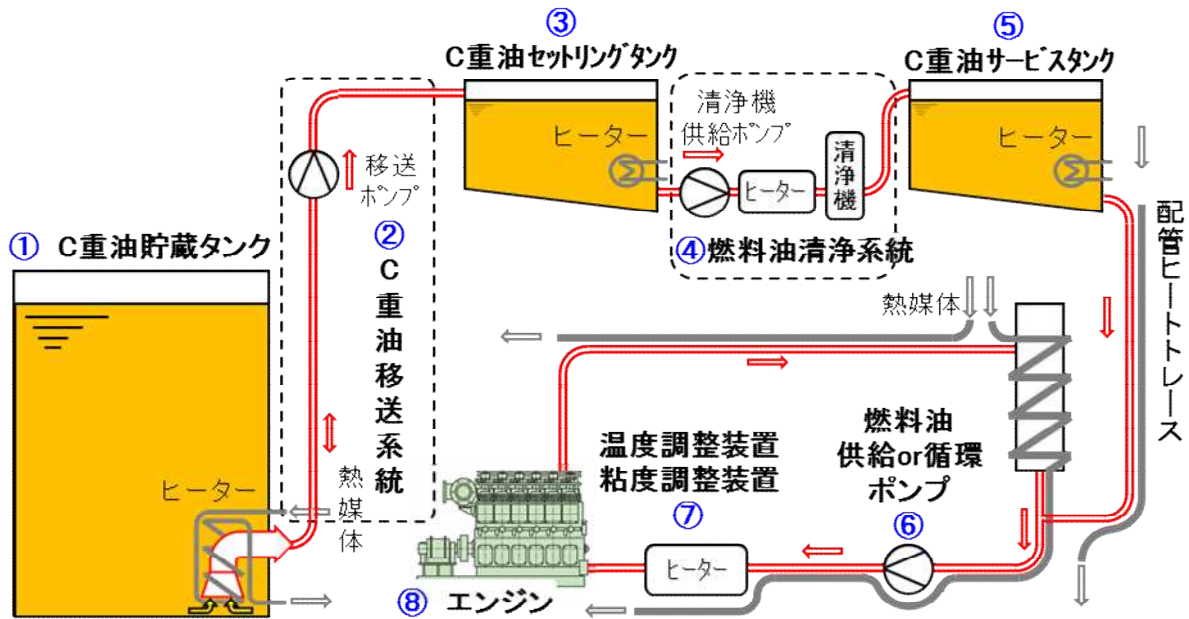 ③
C重油セットリングタンク
⑤
C重油サービスタンク
清浄機
供給ポンプ
ヒーター
ヒーター
移送
ポンプ
清浄機
ヒーター
① C重油貯蔵タンク
②
C重油移送系統
④燃料油清浄系統
配管ヒートトレース
熱媒体
燃料油
供給or循環
ポンプ
⑥
温度調整装置
粘度調整装置
⑦
ヒーター
熱媒体
ヒーター
⑧ エンジン